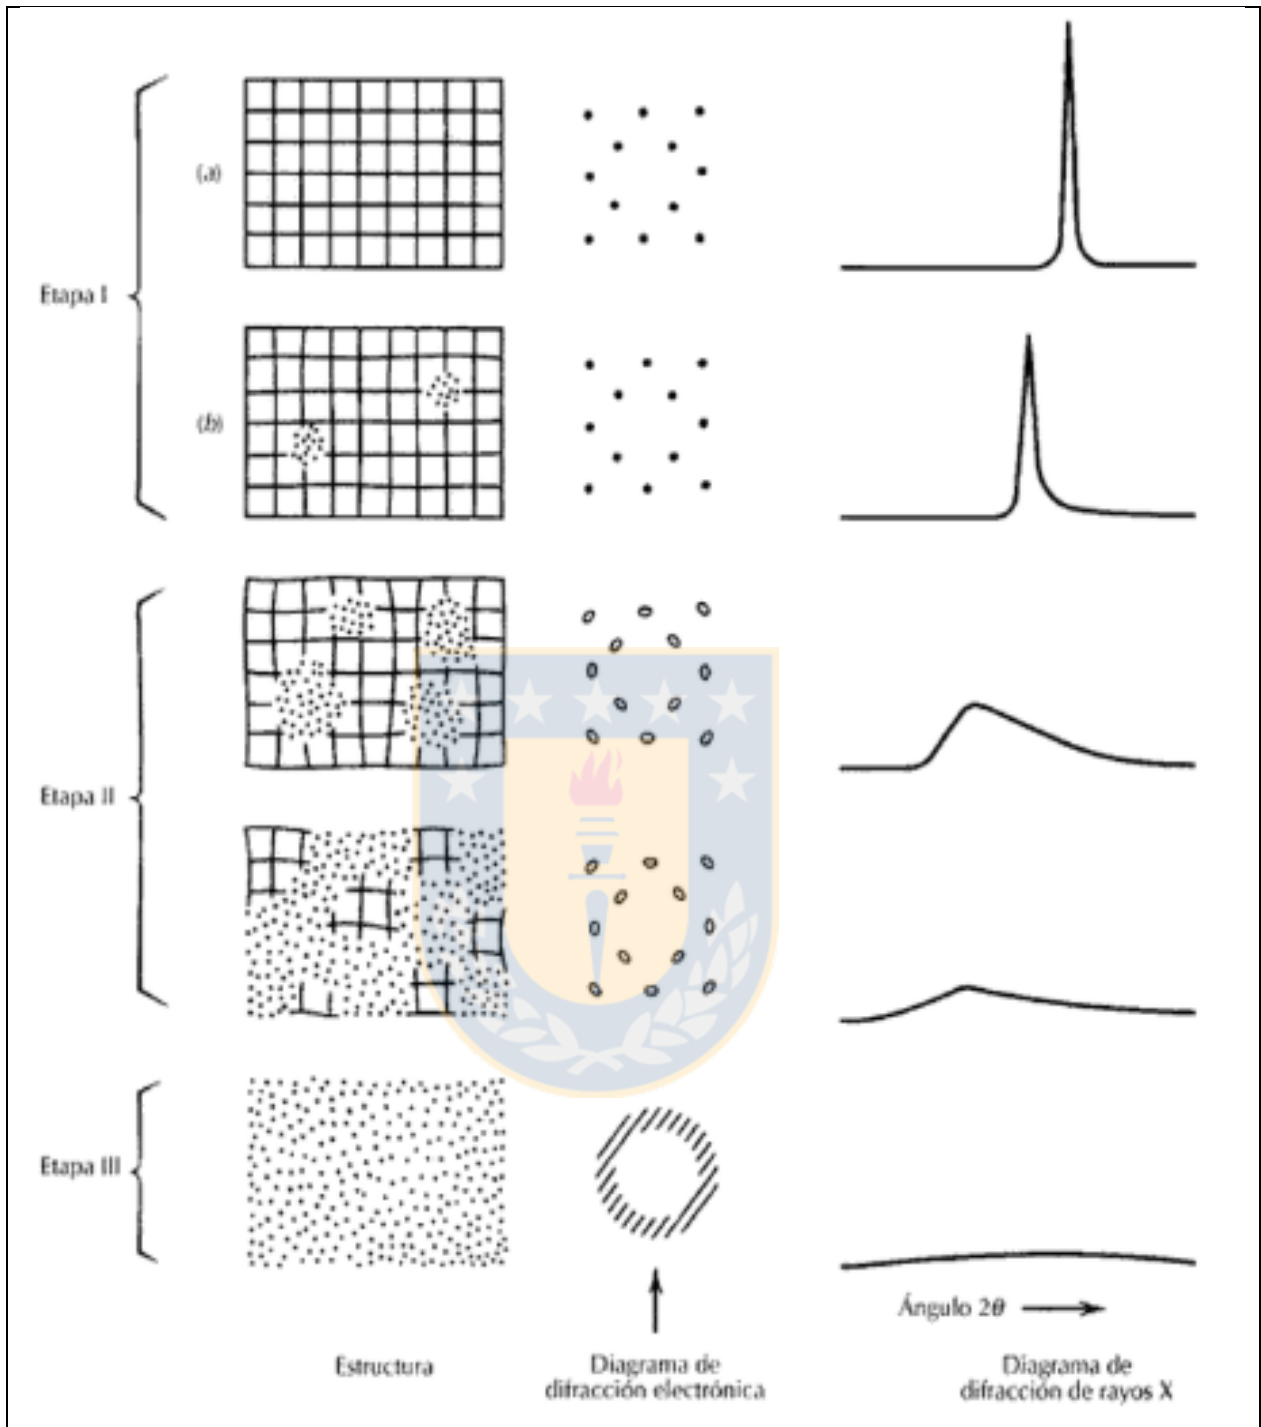 (a)
Etapa I
(b)
Etapa II
Etapa III
Ángulo 2θ
Estructura
Diagrama de
difracción electrónica
Diagrama de
difracción de rayos X